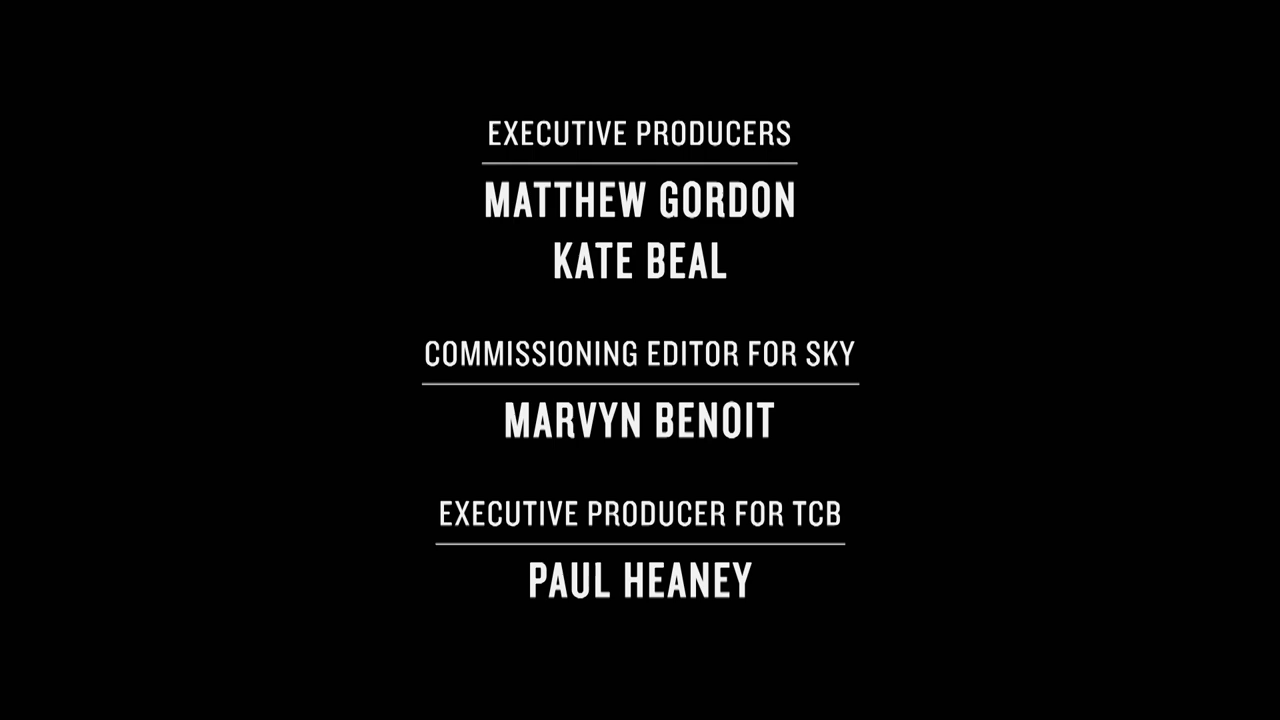 EXECUTIVE PRODUCERS
MATTHEW GORDON
KATE BEAL
COMMISSIONING EDITOR FOR SKY
MARVYN BENOIT
EXECUTIVE PRODUCER FOR TCB
PAUL HEANEY